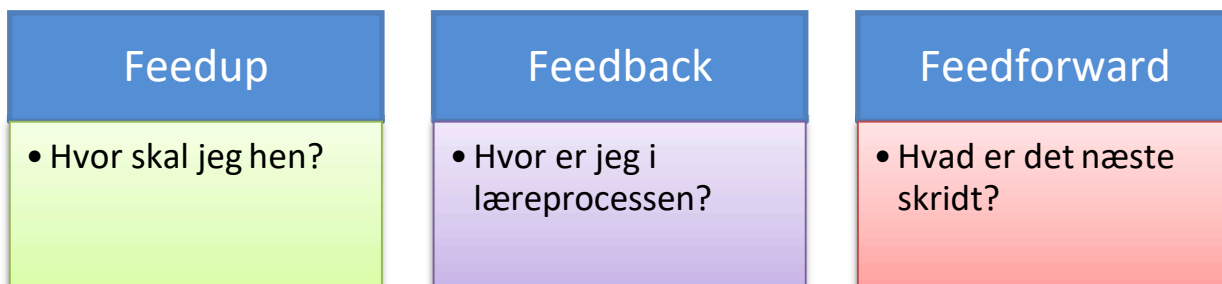 Feedup
• Hvor skal jeg hen?
Feedback
• Hvor er jeg i
læreprocessen?
Feedforward
• Hvad er det næste
skridt?